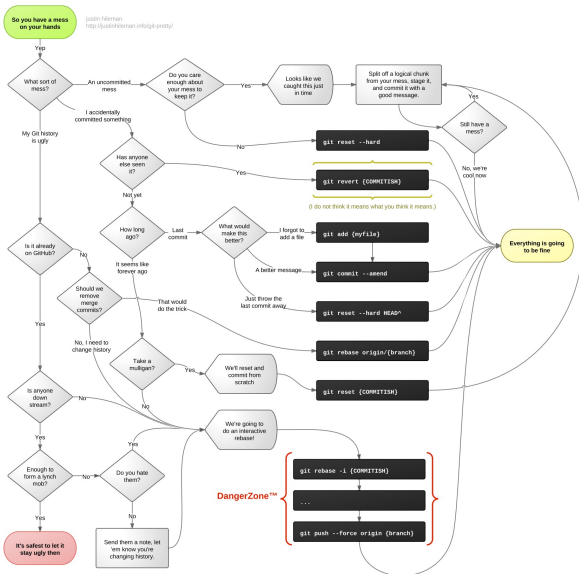 So you have a mess
on your hands
justin hileman
http://justinhileman.info/git-pretty/
Yep
What sort of
mess?
An uncommitted
mess
Do you care
enough about
your mess to
keep it?
Yes
Looks like we
caught this just
in time
Split off a logical chunk
from your mess, stage it,
and commit it with a
good message.
Yes
Still have a
mess?
No, we're
cool now
I accidentally
committed something
My Git history
is ugly
No
git reset --hard
Has anyone
else seen
it?
Yes
git revert {COMMITISH}
(I do not think it means what you think it means.)
Not yet
How long
ago?
Last
commit
What would
make this
better?
I forgot to
add a file
git add {myfile}
A better message
git commit --amend
Just throw the
last commit away
git reset --hard HEAD^
Everything is going
to be fine
Is it already
on GitHub?
No
It seems like
forever ago
Should we
remove
merge
commits?
That would
do the trick
git rebase origin/{branch}
Yes
No, I need to
change history
Take a
mulligan?
Yes
We'll reset and
commit from
scratch
git reset {COMMITISH}
No
Is anyone
down
stream?
No
We're going to
do an interactive
rebase!
Yes
Yes
Enough to
form a lynch
mob?
No
Do you hate
them?
DangerZone™
git rebase -i {COMMITISH}
...
git push --force origin {branch}
Yes
No
It's safest to let it
stay ugly then
Send them a note, let
'em know you're
changing history.